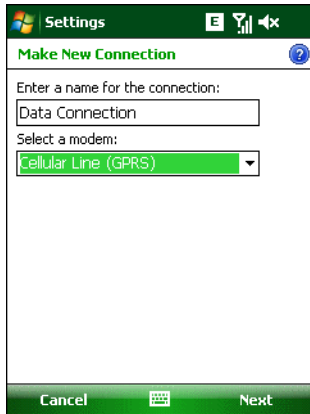 Settings
E
Make New Connection
?
Enter a name for the connection:
Data Connection
Select a modem:
Cellular Line (GPRS)
Cancel
Next